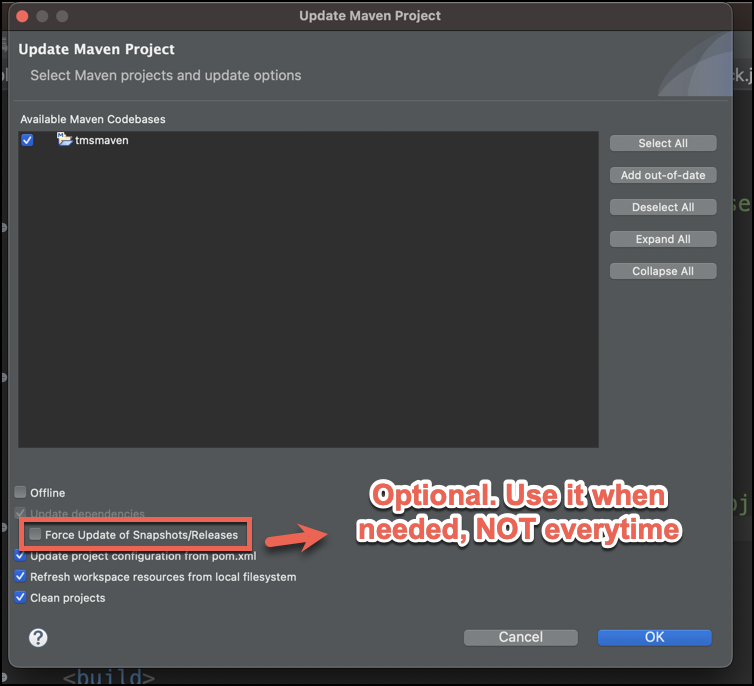 Update Maven Project
Update Maven Project
Select Maven projects and update options
ck.j
Available Maven Codebases
tmsmaven
Select All
Add out-of-date
Deselect All
se
Expand All
Collapse All
Offline
Update dependencies
Force Update of Snapshots/Releases
Update project configuration from pom.xml
Refresh workspace resources from local filesystem
Clean projects
Optional. Use it when
needed, NOT everytime
oj
?
Cancel
OK
<build>